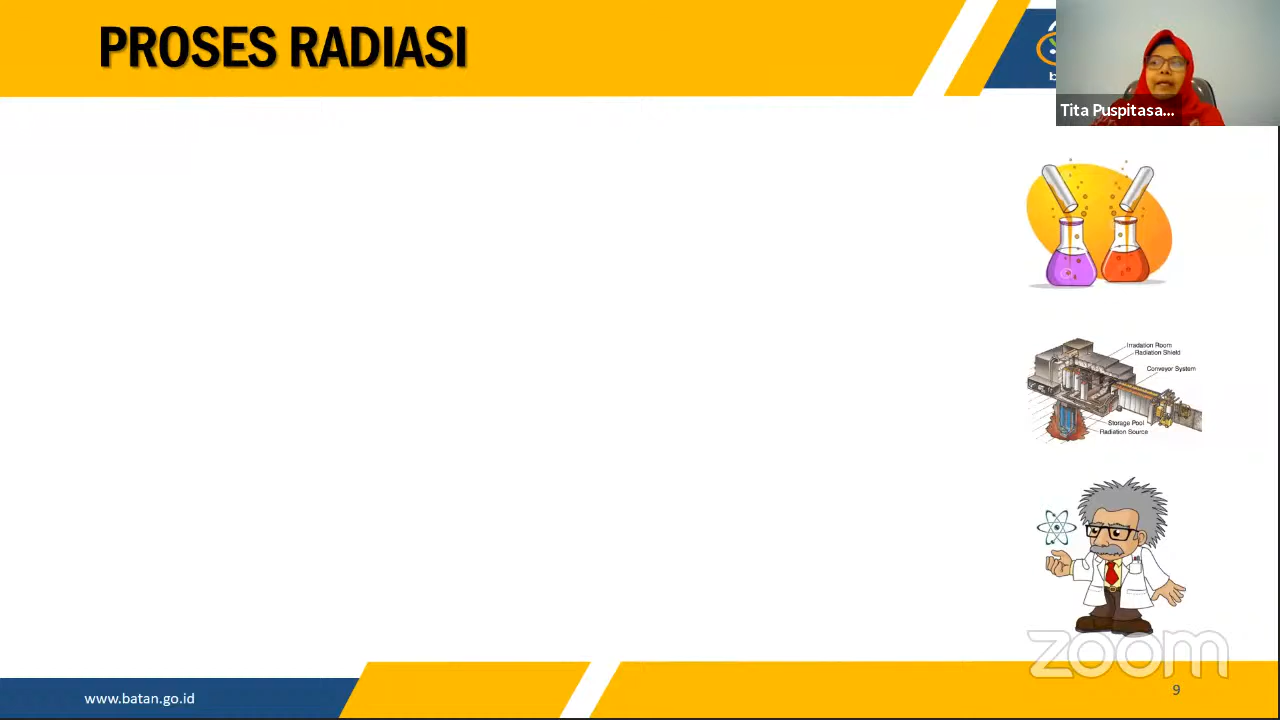 PROSES RADIASI
b
Tita Puspitasa...
Irradation Room
Radiation Shield
Conveyor System
Storage Pool
Radiation Source
zoom
www.batan.go.id
9